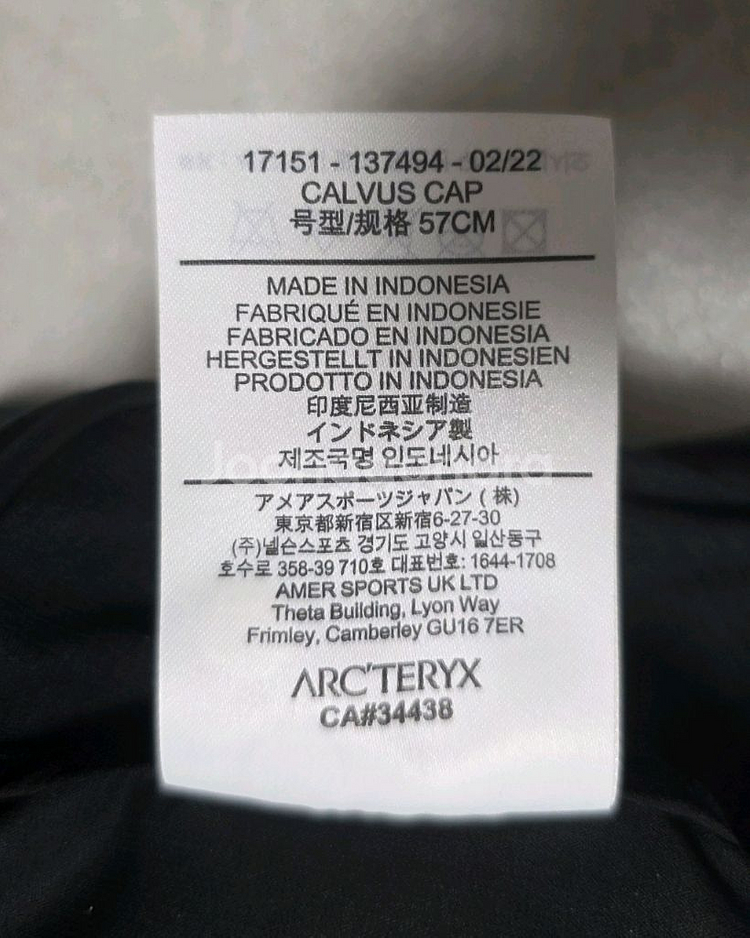 17151 - 137494 - 02/22
CALVUS CAP
号型/规格 57CM
MADE IN INDONESIA
FABRIQUÉ EN INDONESIE
FABRICADO EN INDONESIA
HERGESTELLT IN INDONESIEN
PRODOTTO IN INDONESIA
印度尼西亚制造
インドネシア製
제조국명 인도네시아
アメアスポーツジャパン ( 株)
東京都新宿区新宿6-27-30
(주)넬슨스포츠 경기도 고양시 일산동구
호수로 358-39 710호 대표번호: 1644-1708
AMER SPORTS UK LTD
Theta Building, Lyon Way
Frimley, Camberley GU16 7ER
ARC'TERYX
CA#34438